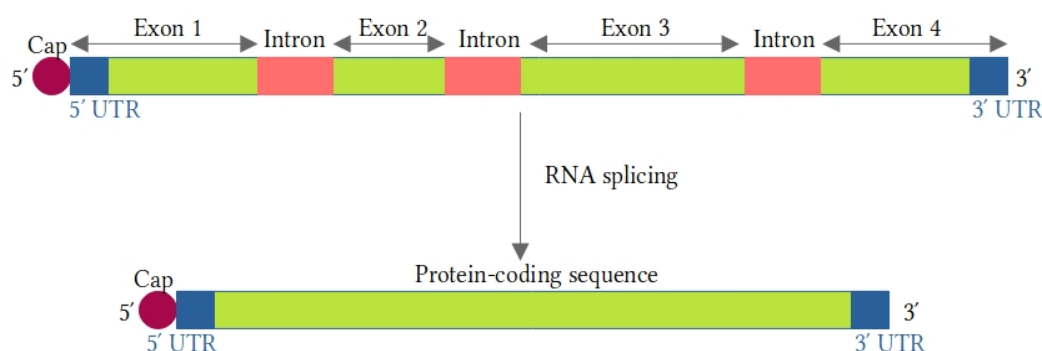 Exon 1 Intron Exon 2 Intron Exon 3 Intron Exon 4
Cap
5′ 3′
5′ UTR 3′ UTR
RNA splicing
Protein-coding sequence
Cap
5′ 3′
5′ UTR 3′ UTR